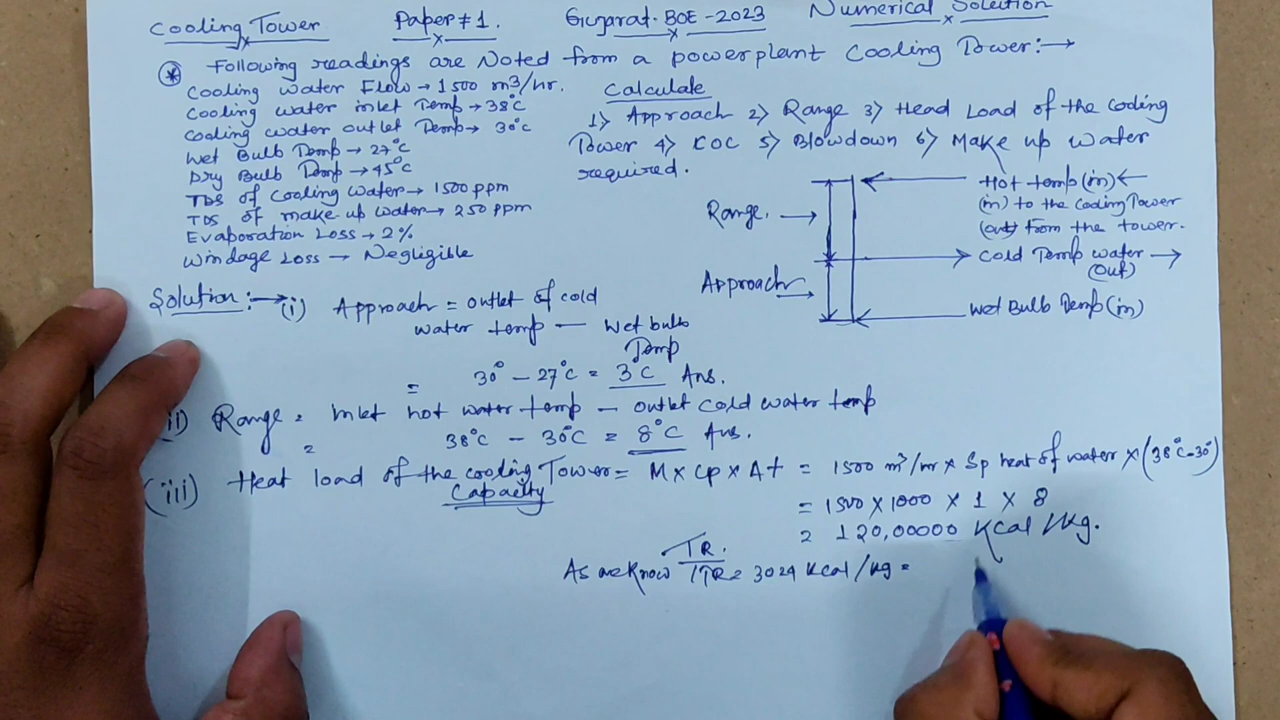 Cooling Tower Paper # 1. Gujarat. BOE - 2023 Numerical Solution
Following readings are Noted from a powerplant Cooling Tower:→
Cooling water Flow → 1500 m3/hr.
Cooling water inlet Temp → 38°C
Cooling water outlet Temp → 30°C
Wet Bulb Temp → 27°C
Dry Bulb Temp → 45°C
TDS of Cooling Water → 1500 ppm
TDS of make up water → 250 ppm
Evaporation Loss → 2%
Windage Loss → Negligible
Calculate
1) Approach 2) Range 3) Head Load of the Cooling
Tower 4) COC 5) Blowdown 6) Make up water
required.
Range. →
Approach →
Hot temp (in) ←
(in) to the Cooling Tower
(out) from the tower.
Cold Temp water →
(Out)
Wet Bulb Temp (in)
Solution:→ (i) Approach = outlet of cold
water temp — Wet bulb
Temp
= 30° - 27°C = 3°C Ans.
(ii) Range = Inlet hot water temp — outlet cold water temp
= 38°C - 30°C = 8°C Ans.
(iii) Heat load of the cooling Tower = M x Cp x Δt = 1500 m³/hr x Sp heat of water x (38°C-30°)
Capacity
= 1500 x 1000 x 1 x 8
= 120,00000 Kcal/kg.
TR.
As we know 1TR = 3024 Kcal/kg =